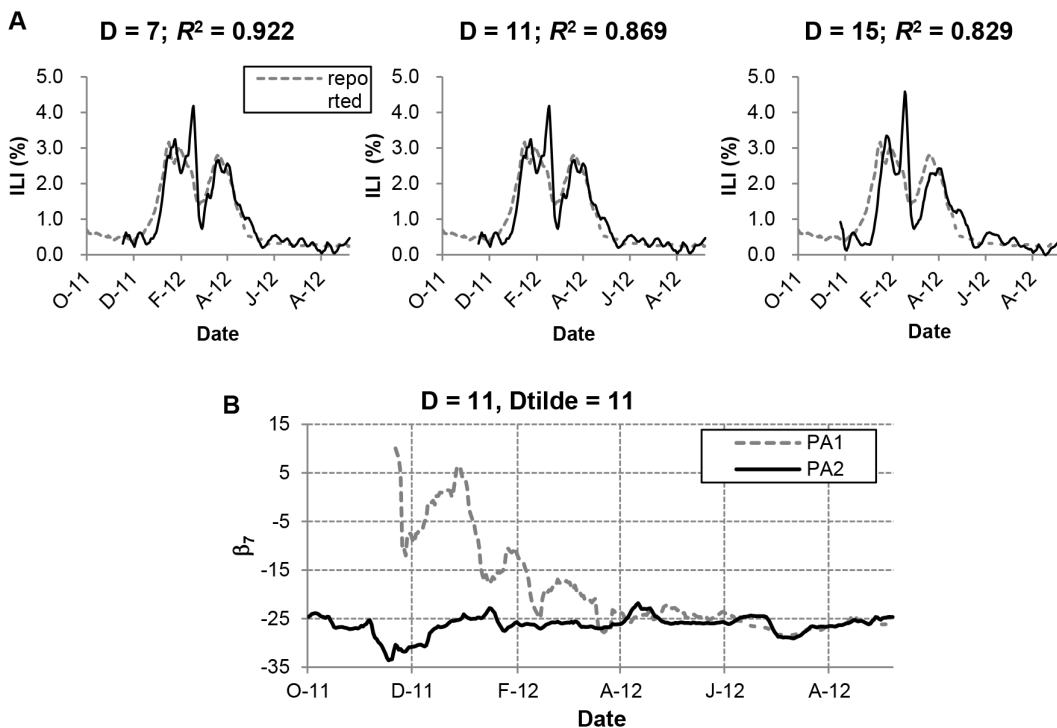 A
D = 7; R² = 0.922
D = 11; R² = 0.869
D = 15; R² = 0.829
repo
rted
5.0
4.0
3.0
2.0
1.0
0.0
ILI (%)
O-11
D-11
F-12
A-12
J-12
A-12
Date
5.0
4.0
3.0
2.0
1.0
0.0
ILI (%)
O-11
D-11
F-12
A-12
J-12
A-12
Date
5.0
4.0
3.0
2.0
1.0
0.0
ILI (%)
O-11
D-11
F-12
A-12
J-12
A-12
Date
B
D = 11, Dtilde = 11
15
5
-5
-15
-25
-35
β₇
PA1
PA2
O-11
D-11
F-12
A-12
J-12
A-12
Date